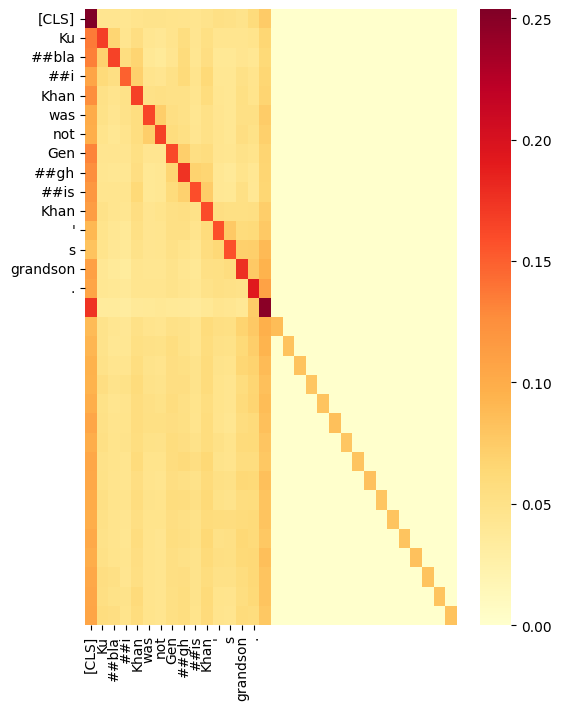 [CLS]
Ku
##bla
##i
Khan
was
not
Gen
##gh
##is
Khan
'
s
grandson
.
[CLS] Ku ##bla ##i Khan was not Gen ##gh ##is Khan ' s grandson .
0.25
0.20
0.15
0.10
0.05
0.00